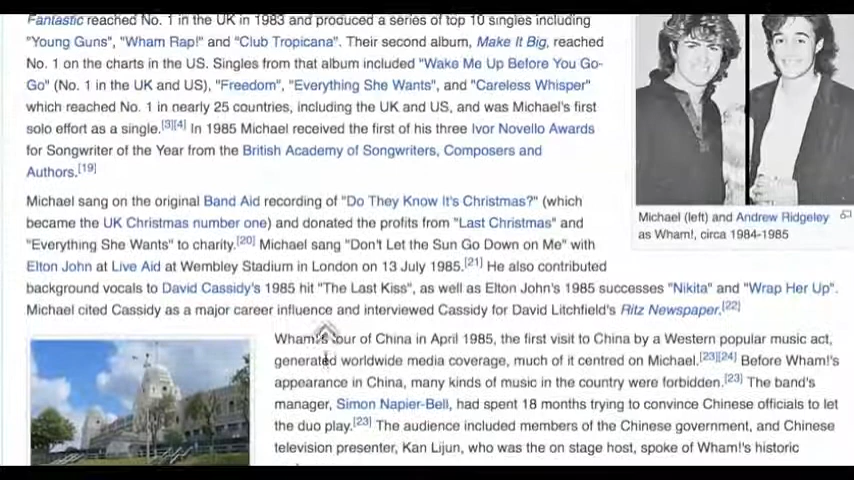 Fantastic reached No. 1 in the UK in 1983 and produced a series of top 10 singles including
"Young Guns", "Wham Rap!" and "Club Tropicana". Their second album, Make It Big, reached
No. 1 on the charts in the US. Singles from that album included "Wake Me Up Before You Go-
Go" (No. 1 in the UK and US), "Freedom", "Everything She Wants", and "Careless Whisper"
which reached No. 1 in nearly 25 countries, including the UK and US, and was Michael's first
solo effort as a single.[3][4] In 1985 Michael received the first of his three Ivor Novello Awards
for Songwriter of the Year from the British Academy of Songwriters, Composers and
Authors.[19]
Michael (left) and Andrew Ridgeley
as Wham!, circa 1984-1985
Michael sang on the original Band Aid recording of "Do They Know It's Christmas?" (which
became the UK Christmas number one) and donated the profits from "Last Christmas" and
"Everything She Wants" to charity.[20] Michael sang "Don't Let the Sun Go Down on Me" with
Elton John at Live Aid at Wembley Stadium in London on 13 July 1985.[21] He also contributed
background vocals to David Cassidy's 1985 hit "The Last Kiss", as well as Elton John's 1985 successes "Nikita" and "Wrap Her Up".
Michael cited Cassidy as a major career influence and interviewed Cassidy for David Litchfield's Ritz Newspaper.[22]
Wham!'s tour of China in April 1985, the first visit to China by a Western popular music act,
generated worldwide media coverage, much of it centred on Michael.[23][24] Before Wham!'s
appearance in China, many kinds of music in the country were forbidden.[23] The band's
manager, Simon Napier-Bell, had spent 18 months trying to convince Chinese officials to let
the duo play.[23] The audience included members of the Chinese government, and Chinese
television presenter, Kan Lijun, who was the on stage host, spoke of Wham!'s historic